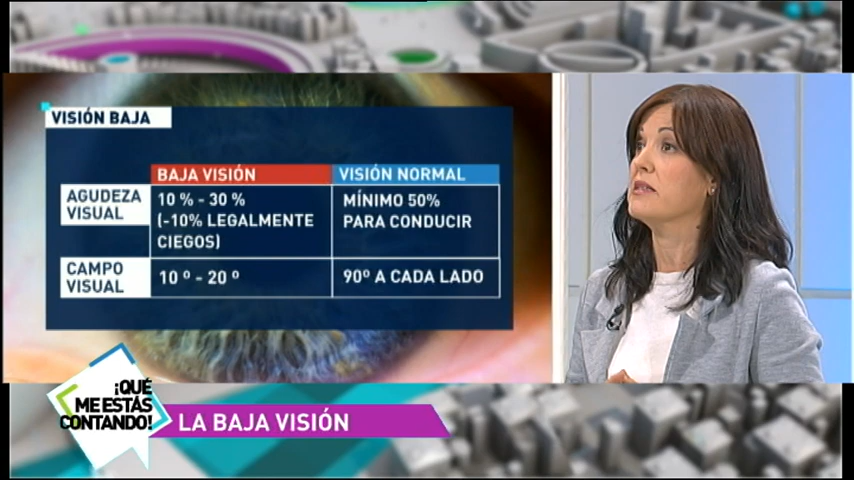 VISIÓN BAJA
BAJA VISIÓN
VISIÓN NORMAL
AGUDEZA
VISUAL
10 % - 30 %
(-10% LEGALMENTE
CIEGOS)
MÍNIMO 50%
PARA CONDUCIR
CAMPO
VISUAL
10 º - 20 º
90º A CADA LADO
¡QUÉ
ME ESTÁS
CONTANDO!
LA BAJA VISIÓN